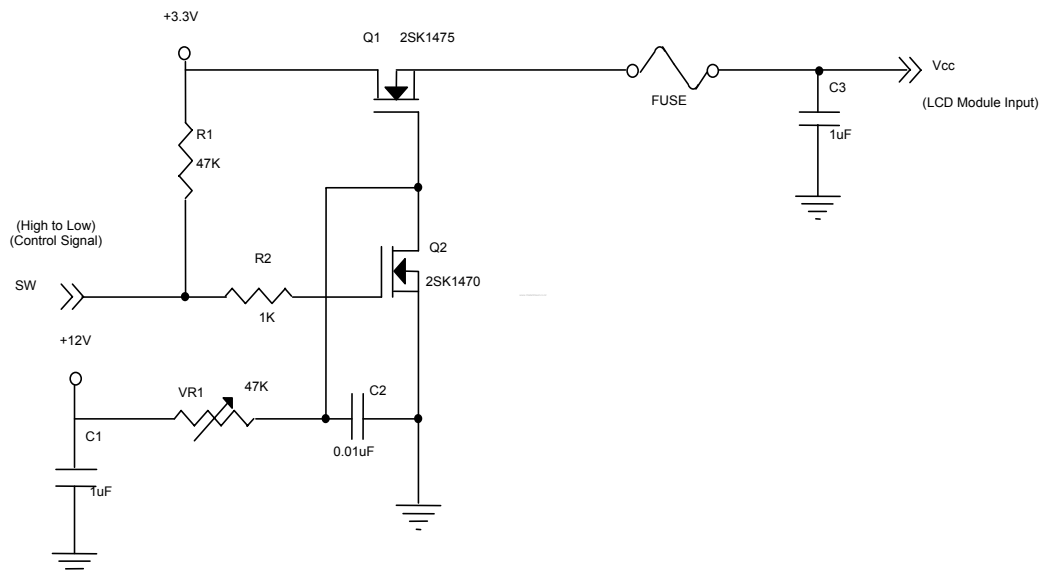 +3.3V
Q1 2SK1475
Vcc
(LCD Module Input)
FUSE
C3
1uF
R1
47K
(High to Low)
(Control Signal)
SW
R2
1K
Q2
2SK1470
+12V
VR1
47K
C2
0.01uF
C1
1uF